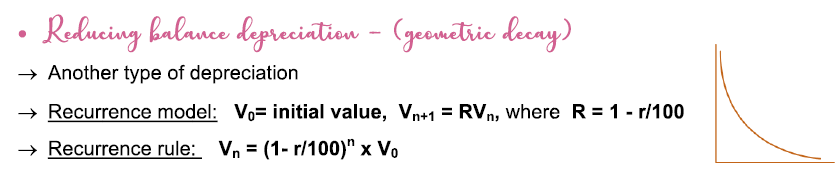 • Reducing balance depreciation - (geometric decay)
→ Another type of depreciation
→ Recurrence model: V₀= initial value, Vₙ₊₁ = RVₙ, where R = 1 - r/100
→ Recurrence rule: Vₙ = (1- r/100)ⁿ x V₀